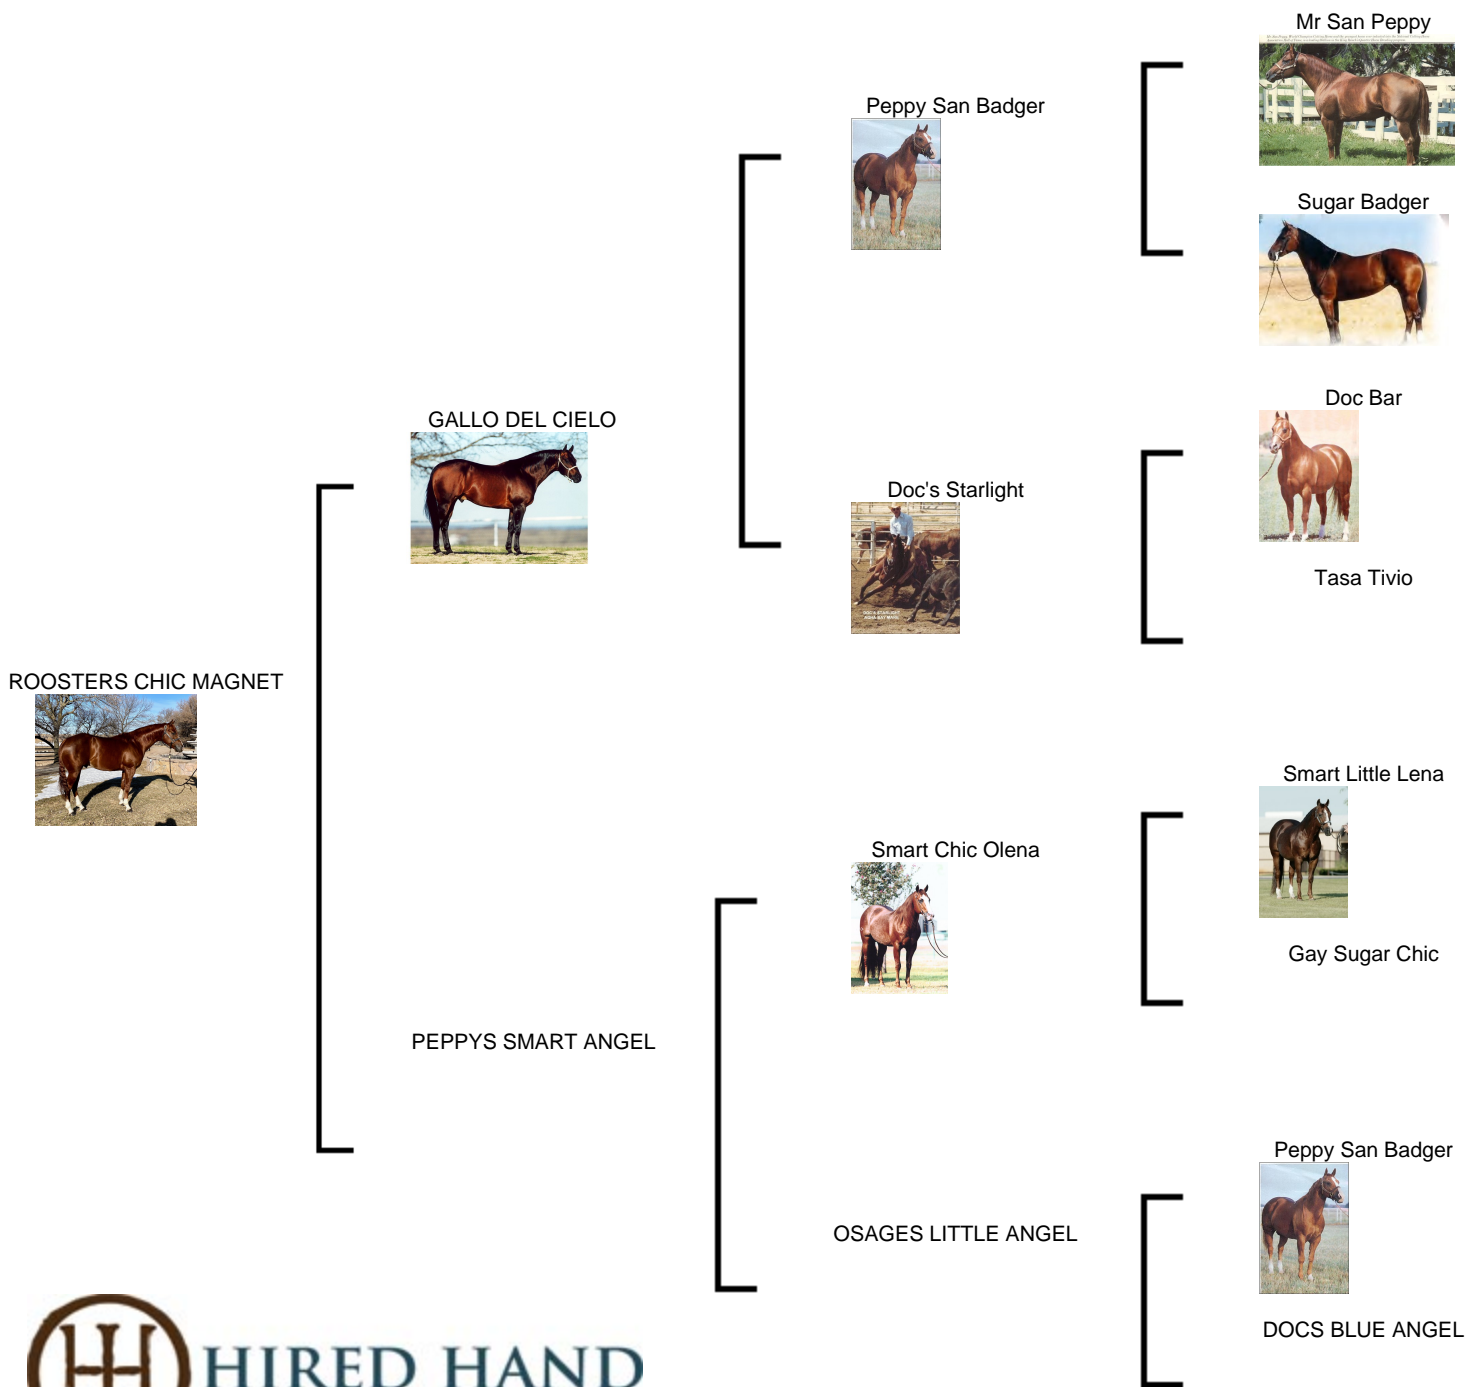 Mr San Peppy
Peppy San Badger
Sugar Badger
GALLO DEL CIELO
Doc Bar
Doc's Starlight
Tasa Tivio
ROOSTERS CHIC MAGNET
Smart Little Lena
Smart Chic Olena
Gay Sugar Chic
PEPPYS SMART ANGEL
Peppy San Badger
OSAGES LITTLE ANGEL
DOCS BLUE ANGEL
HIRED HAND